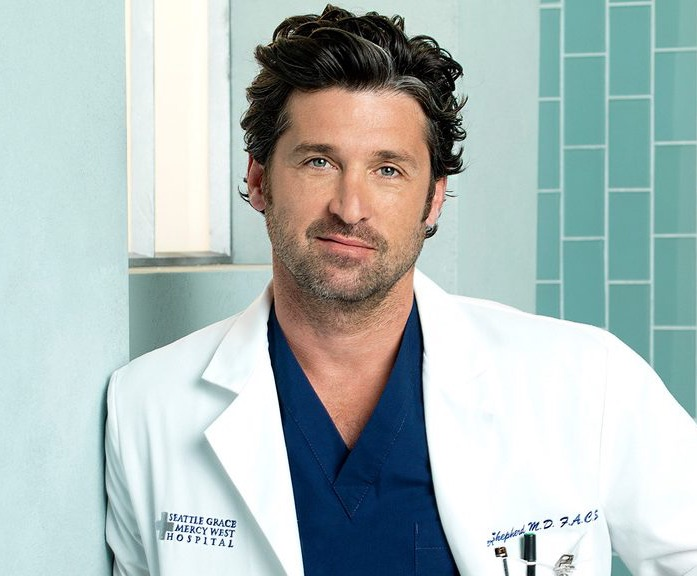 SEATTLE GRACE
MERCY WEST
HOSPITAL
Shepherd, M.D. F.A.C.S